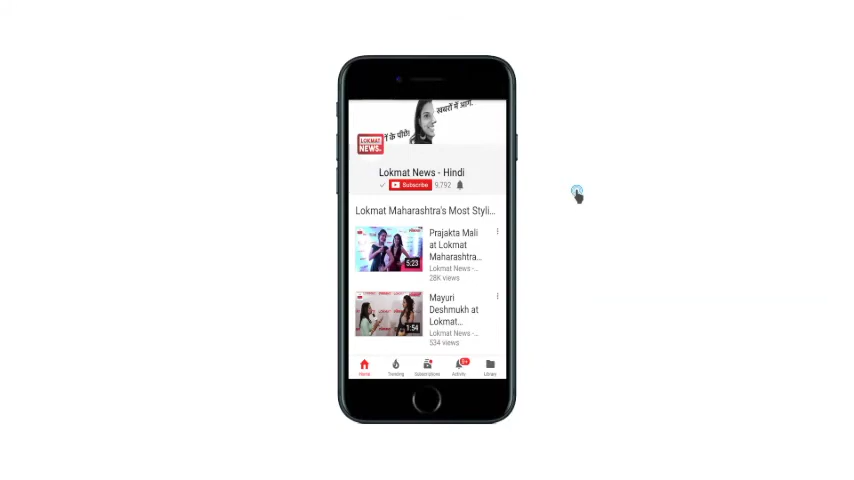 खबरों में आगे,
के पीछे!
LOKMAT
NEWS
Lokmat News - Hindi
Subscribe 9,792
Lokmat Maharashtra's Most Styli...
Prajakta Mali
at Lokmat
Maharashtra...
Lokmat News -...
28K views
5:23
Mayuri
Deshmukh at
Lokmat...
Lokmat News -...
534 views
1:54
Home Trending Subscriptions Activity Library
9+